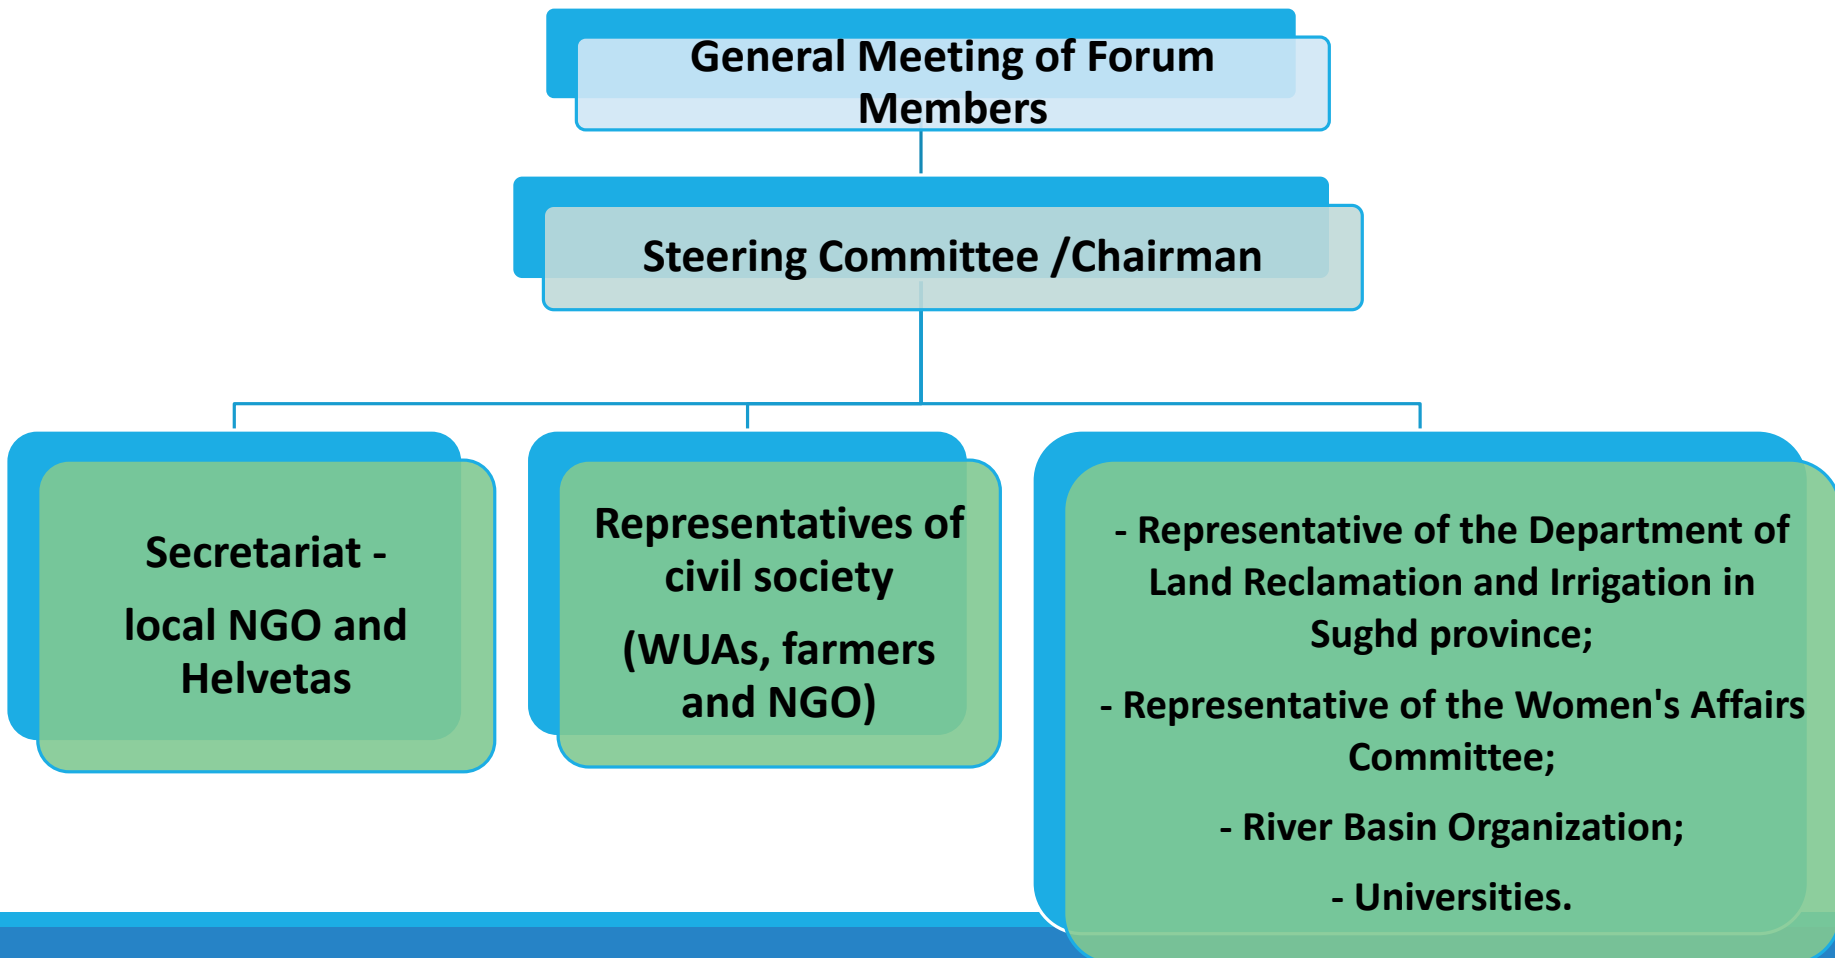 General Meeting of Forum
Members
Steering Committee /Chairman
Secretariat -
local NGO and
Helvetas
Representatives of
civil society
(WUAs, farmers
and NGO)
- Representative of the Department of
Land Reclamation and Irrigation in
Sughd province;
- Representative of the Women's Affairs
Committee;
- River Basin Organization;
- Universities.